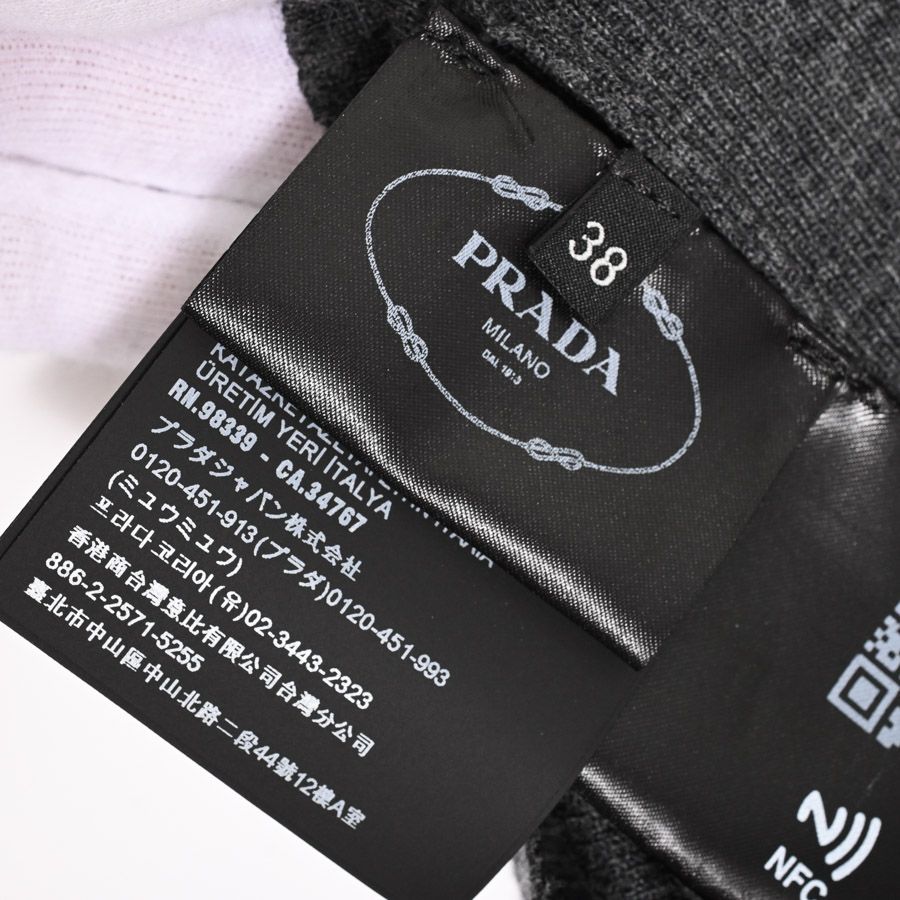 38
PRADA
MILANO
DAL 1913
ÜRETİM YERİ İTALYA
RN.98339 - CA.34767
プラダジャパン株式会社
0120-451-913(プラダ)0120-451-993
(ミュウミュウ)
프라다코리아(유)02-3443-2323
香港商台灣意比有限公司台灣分公司
886-2-2571-5255
臺北市中山區中山北路二段44號12樓A室
NFC